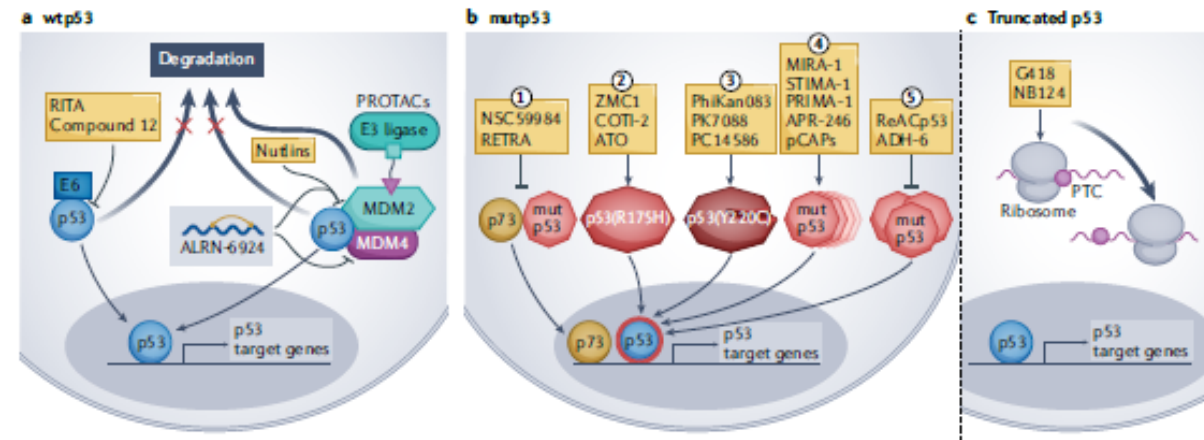 a wtp53
Degradation
RITA
Compound 12
PROTACs
E3 ligase
Nutlins
E6
p53
MDM2
p53
MDM4
ALRN-6924
p53
p53
target genes
b mutp53
1
NSC59984
RETRA
2
ZMC1
COTI-2
ATO
3
PhiKan083
PK7088
PC14586
4
MIRA-1
STIMA-1
PRIMA-1
APR-246
pCAPs
5
ReACp53
ADH-6
p73
mut
p53
p53(R175H)
p53(Y220C)
mut
p53
mut
p53
p73
p53
p53
target genes
c Truncated p53
G418
NB124
PTC
Ribosome
p53
p53
target genes